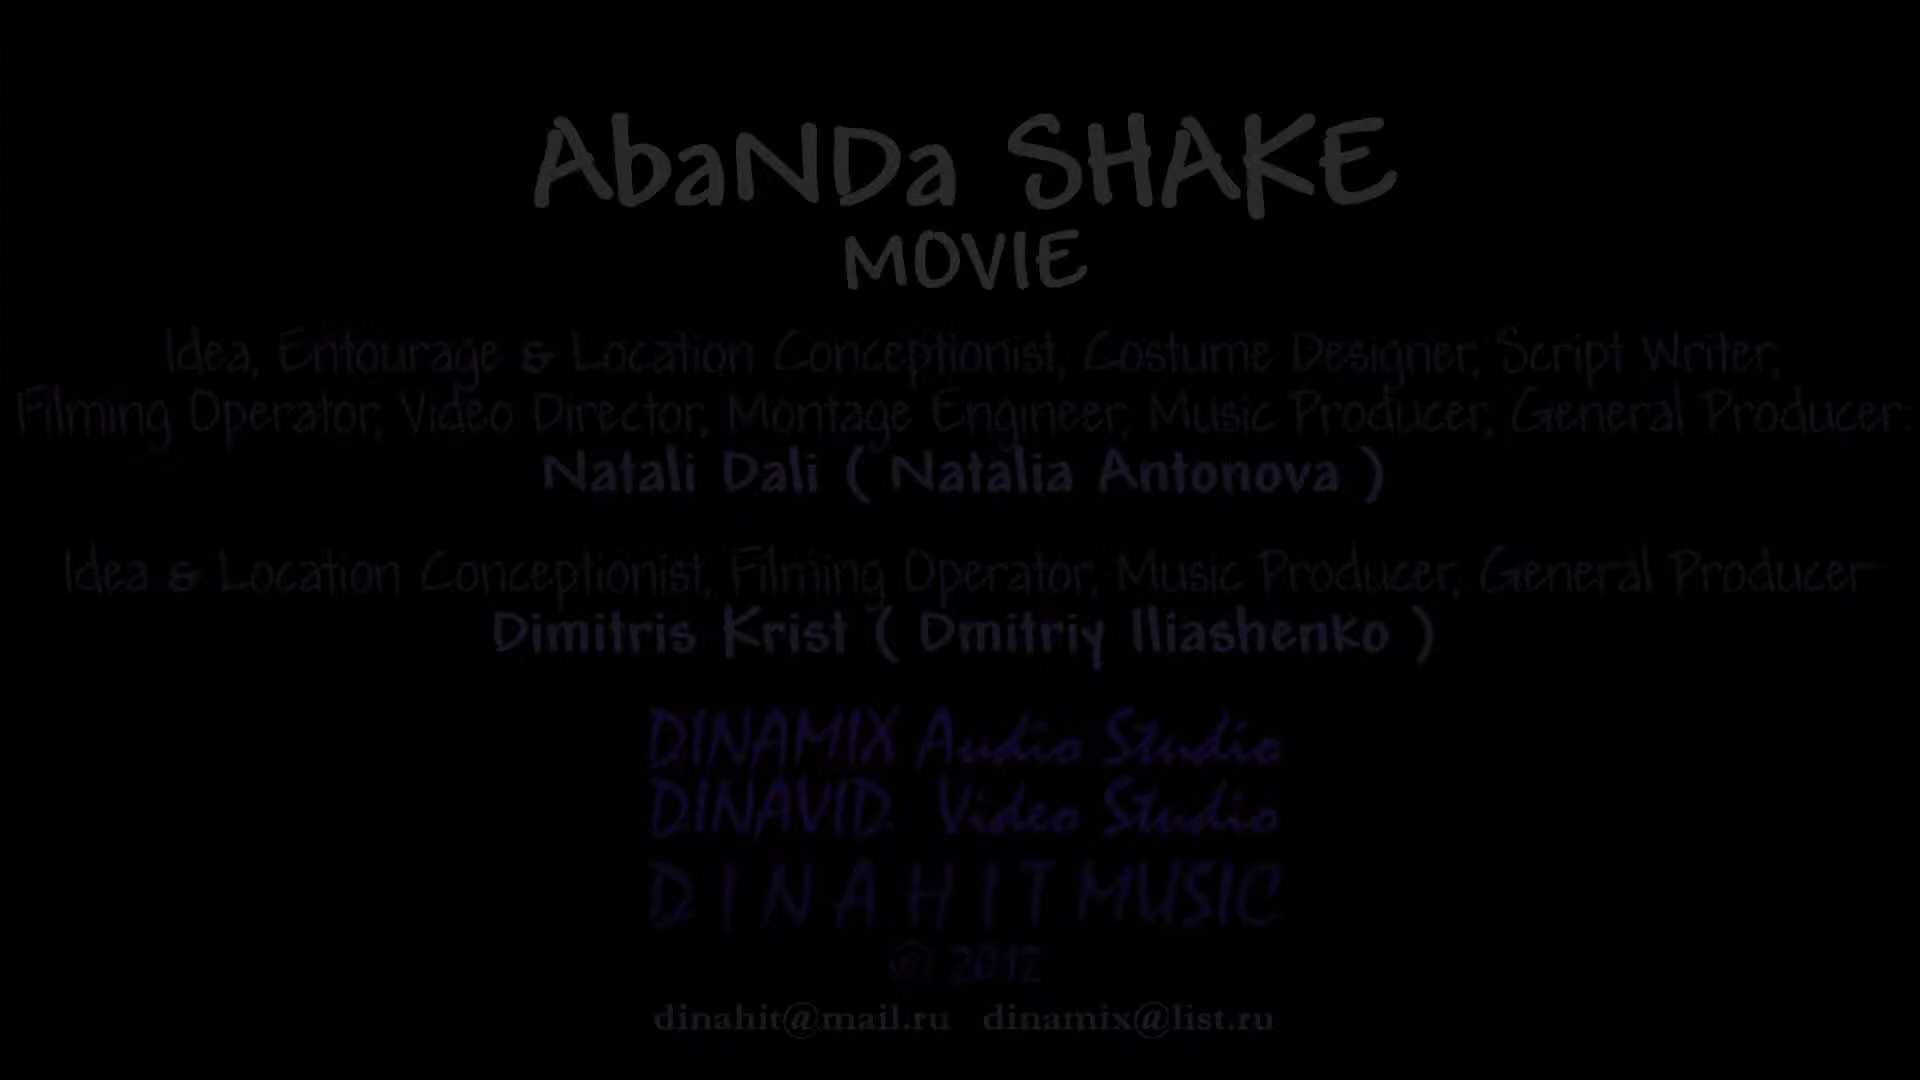 AbaNDa SHAKE
MOVIE
Idea, Entourage & Location Conceptionist, Costume Designer, Script Writer,
Filming Operator, Video Director, Montage Engineer, Music Producer, General Producer:
Natali Dali ( Natalia Antonova )
Idea & Location Conceptionist, Filming Operator, Music Producer, General Producer
Dimitris Krist ( Dmitriy Iliashenko )
DINAMIX Audio Studio
DINAVID Video Studio
D I N A H I T MUSIC
© 2012
dinahit@mail.ru dinamix@list.ru